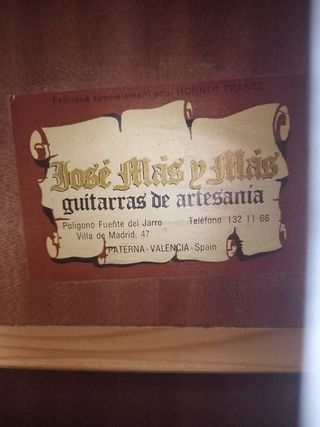 Fabriqué spécialement pour HOHNER FRANCE
José Más y Más
guitarras de artesania
Poligono Fuente del Jarro Teléfono 132 11 66
Villa de Madrid, 47
PATERNA-VALENCIA-Spain